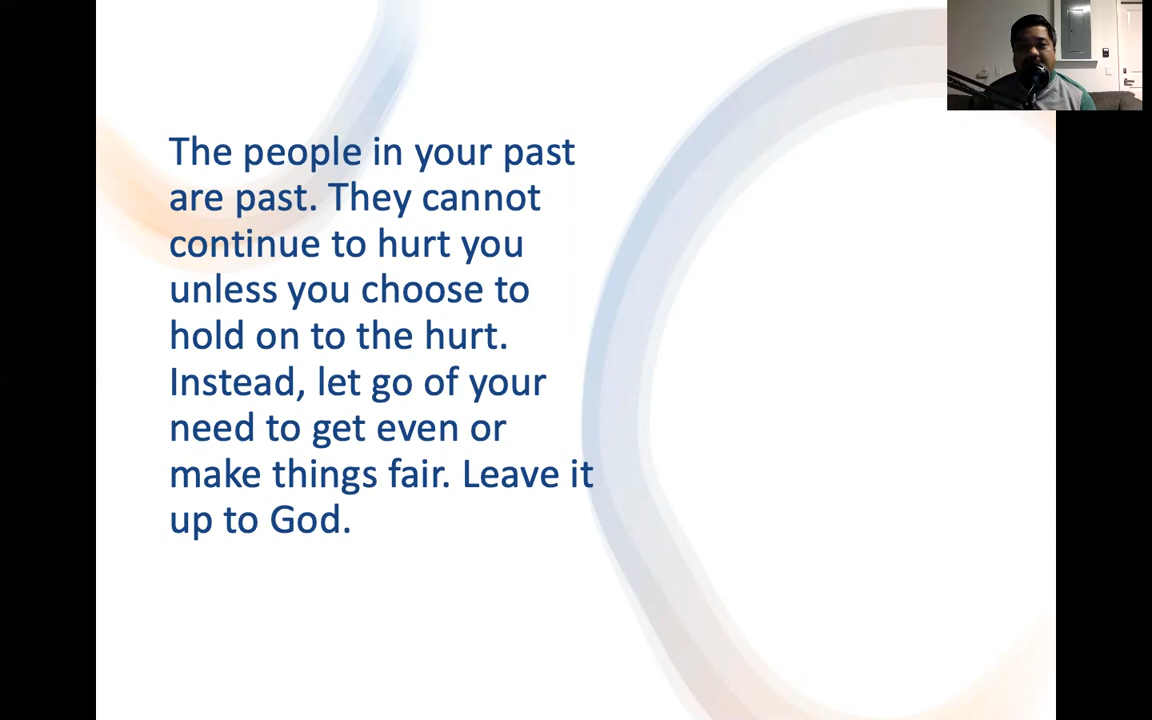 The people in your past
are past. They cannot
continue to hurt you
unless you choose to
hold on to the hurt.
Instead, let go of your
need to get even or
make things fair. Leave it
up to God.